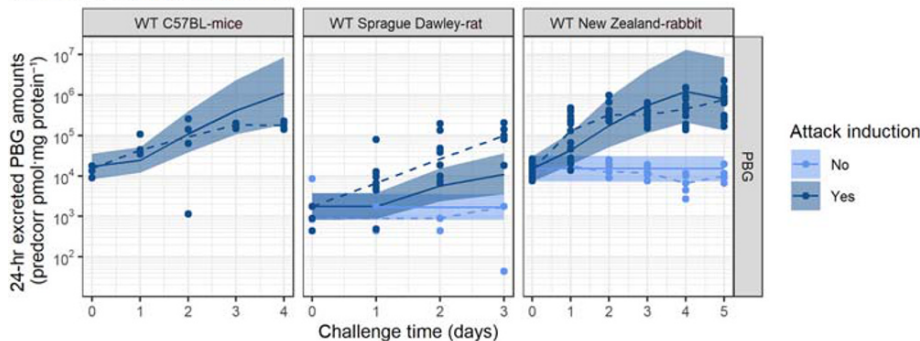 WT C57BL-mice WT Sprague Dawley-rat WT New Zealand-rabbit
24-hr excreted PBG amounts
(predcorr pmol·mg protein⁻¹)
10⁷
10⁶
10⁵
10⁴
10³
10²
PBG
0 1 2 3 4 0 1 2 3 0 1 2 3 4 5
Challenge time (days)
Attack induction
No
Yes